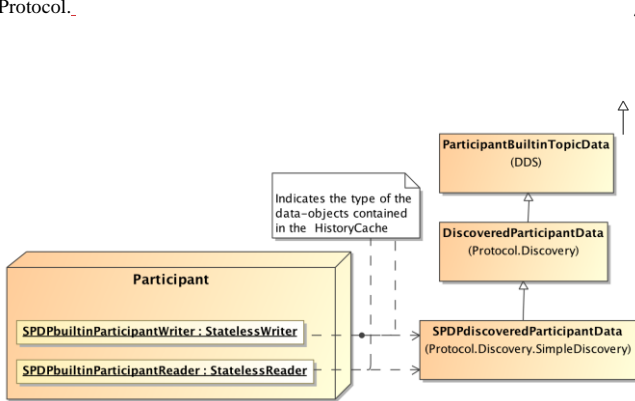 Protocol.
ParticipantBuiltinTopicData
(DDS)
Indicates the type of the
data-objects contained
in the HistoryCache
DiscoveredParticipantData
(Protocol.Discovery)
Participant
SPDPbuiltinParticipantWriter : StatelessWriter
SPDPdiscoveredParticipantData
(Protocol.Discovery.SimpleDiscovery)
SPDPbuiltinParticipantReader : StatelessReader